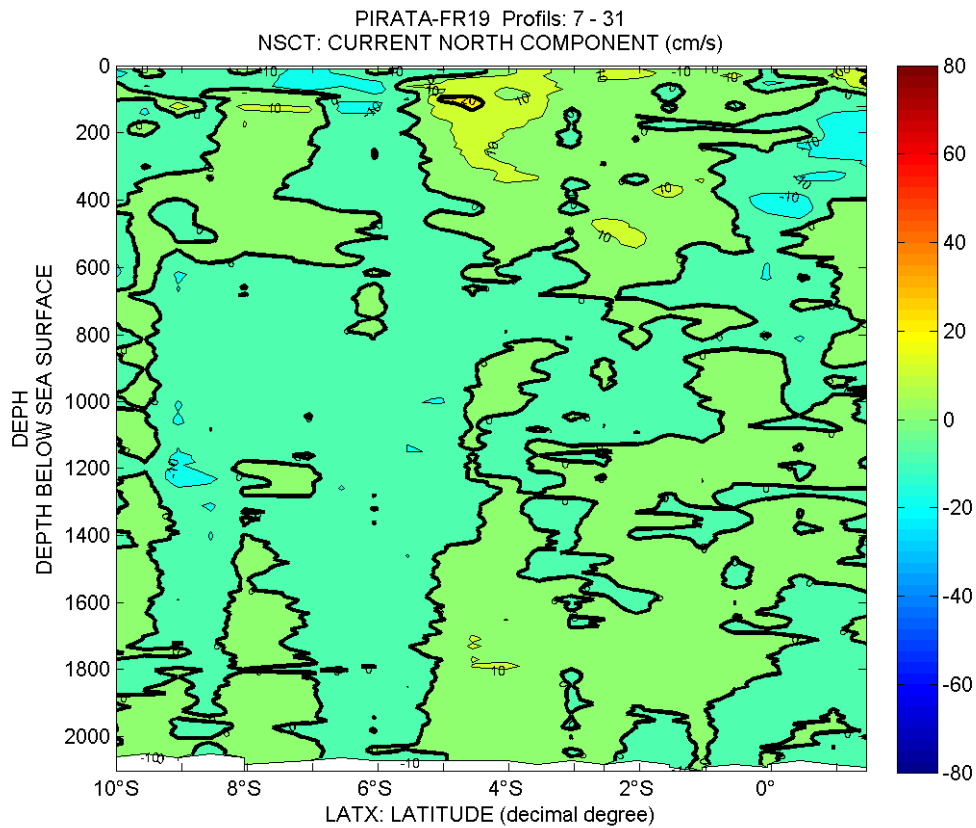 PIRATA-FR19 Profils: 7 - 31
NSCT: CURRENT NORTH COMPONENT (cm/s)
0
200
400
600
800
1000
1200
1400
1600
1800
2000
DEPH
DEPTH BELOW SEA SURFACE
10°S
8°S
6°S
4°S
2°S
0°
LATX: LATITUDE (decimal degree)
80
60
40
20
0
-20
-40
-60
-80